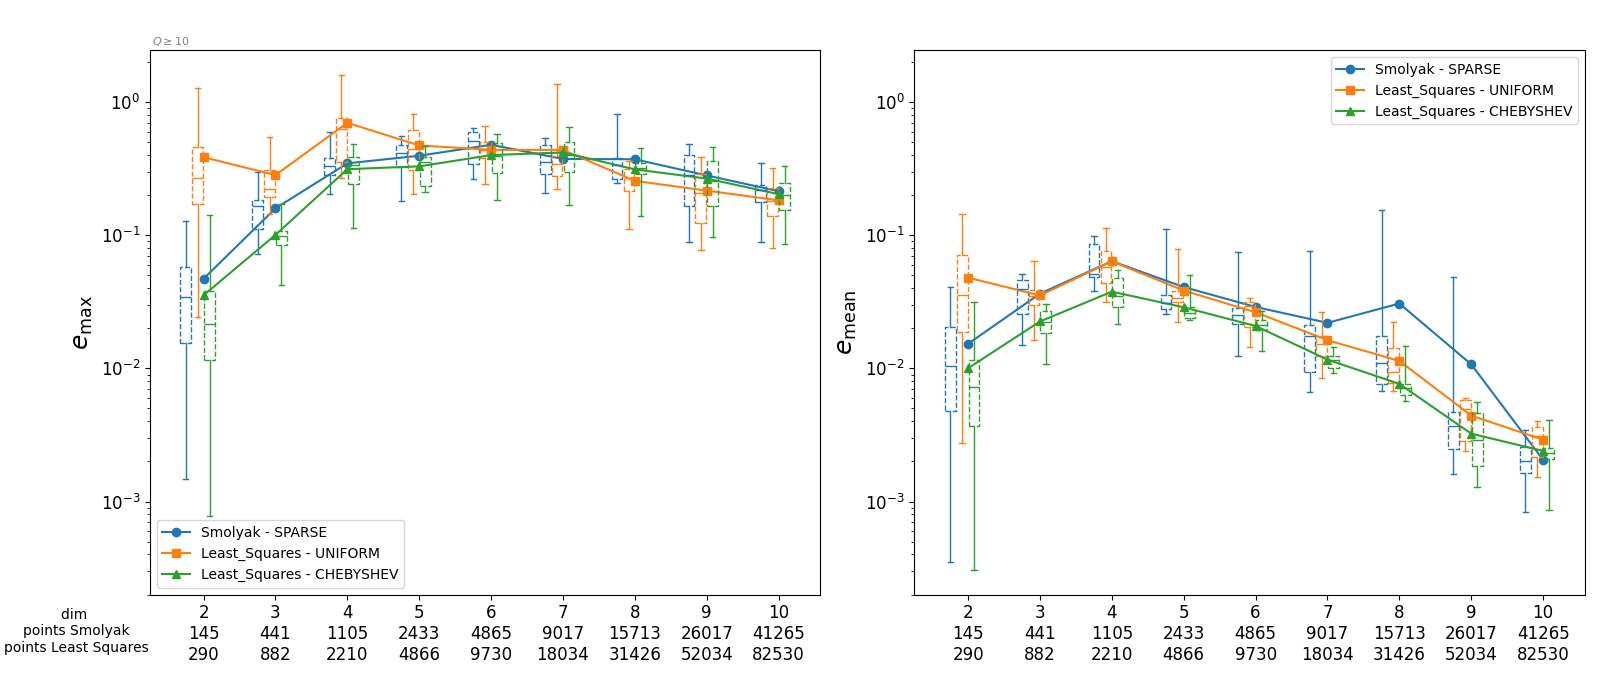 Q ≥ 10
10⁰
10⁻¹
10⁻²
10⁻³
e_max
Smolyak - SPARSE
Least_Squares - UNIFORM
Least_Squares - CHEBYSHEV
dim 2 3 4 5 6 7 8 9 10
points Smolyak 145 441 1105 2433 4865 9017 15713 26017 41265
points Least Squares 290 882 2210 4866 9730 18034 31426 52034 82530
10⁰
10⁻¹
10⁻²
10⁻³
e_mean
Smolyak - SPARSE
Least_Squares - UNIFORM
Least_Squares - CHEBYSHEV
2 3 4 5 6 7 8 9 10
145 441 1105 2433 4865 9017 15713 26017 41265
290 882 2210 4866 9730 18034 31426 52034 82530